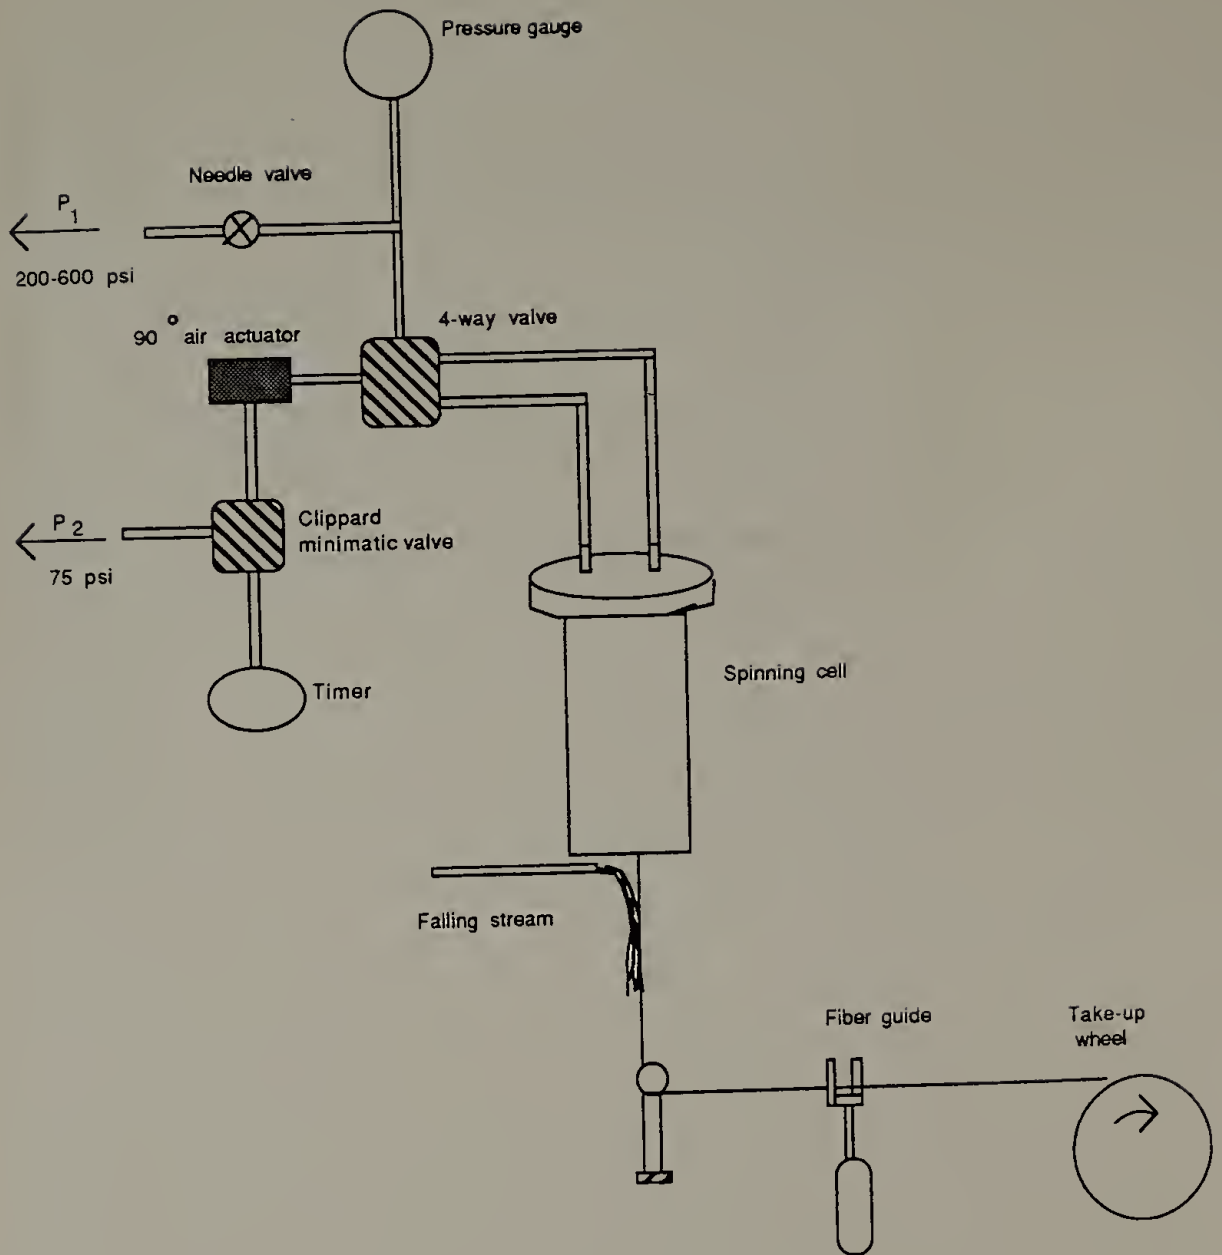 Pressure gauge
Needle valve
P1
200-600 psi
4-way valve
90 ° air actuator
P2
75 psi
Clippard
minimatic valve
Timer
Spinning cell
Falling stream
Fiber guide
Take-up
wheel